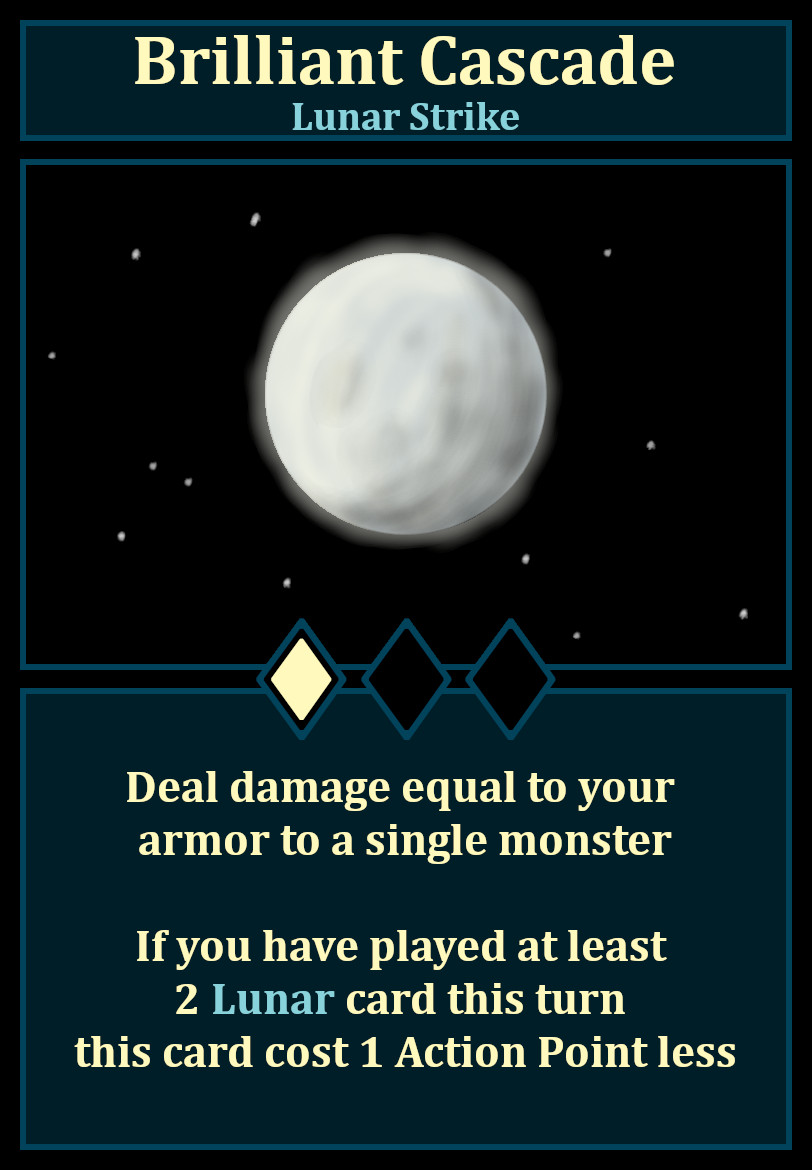 Brilliant Cascade
Lunar Strike
Deal damage equal to your
armor to a single monster
If you have played at least
2 Lunar card this turn
this card cost 1 Action Point less